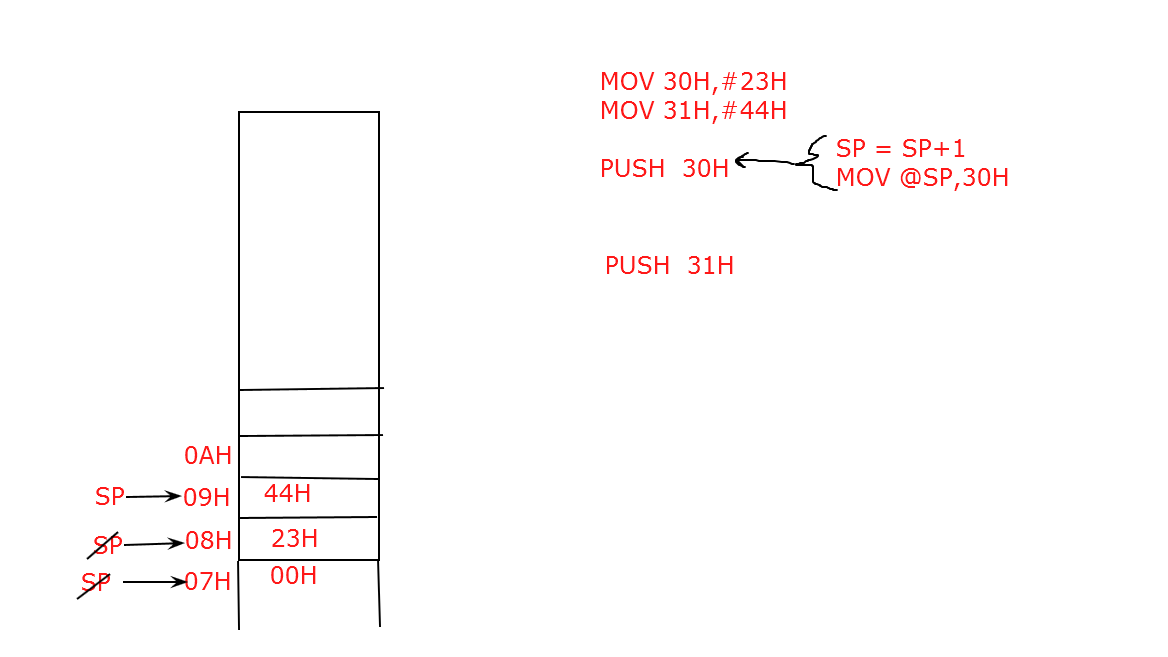 MOV 30H,#23H
MOV 31H,#44H
SP = SP+1
PUSH 30H
MOV @SP,30H
PUSH 31H
0AH
SP 09H 44H
SP 08H 23H
SP 07H 00H